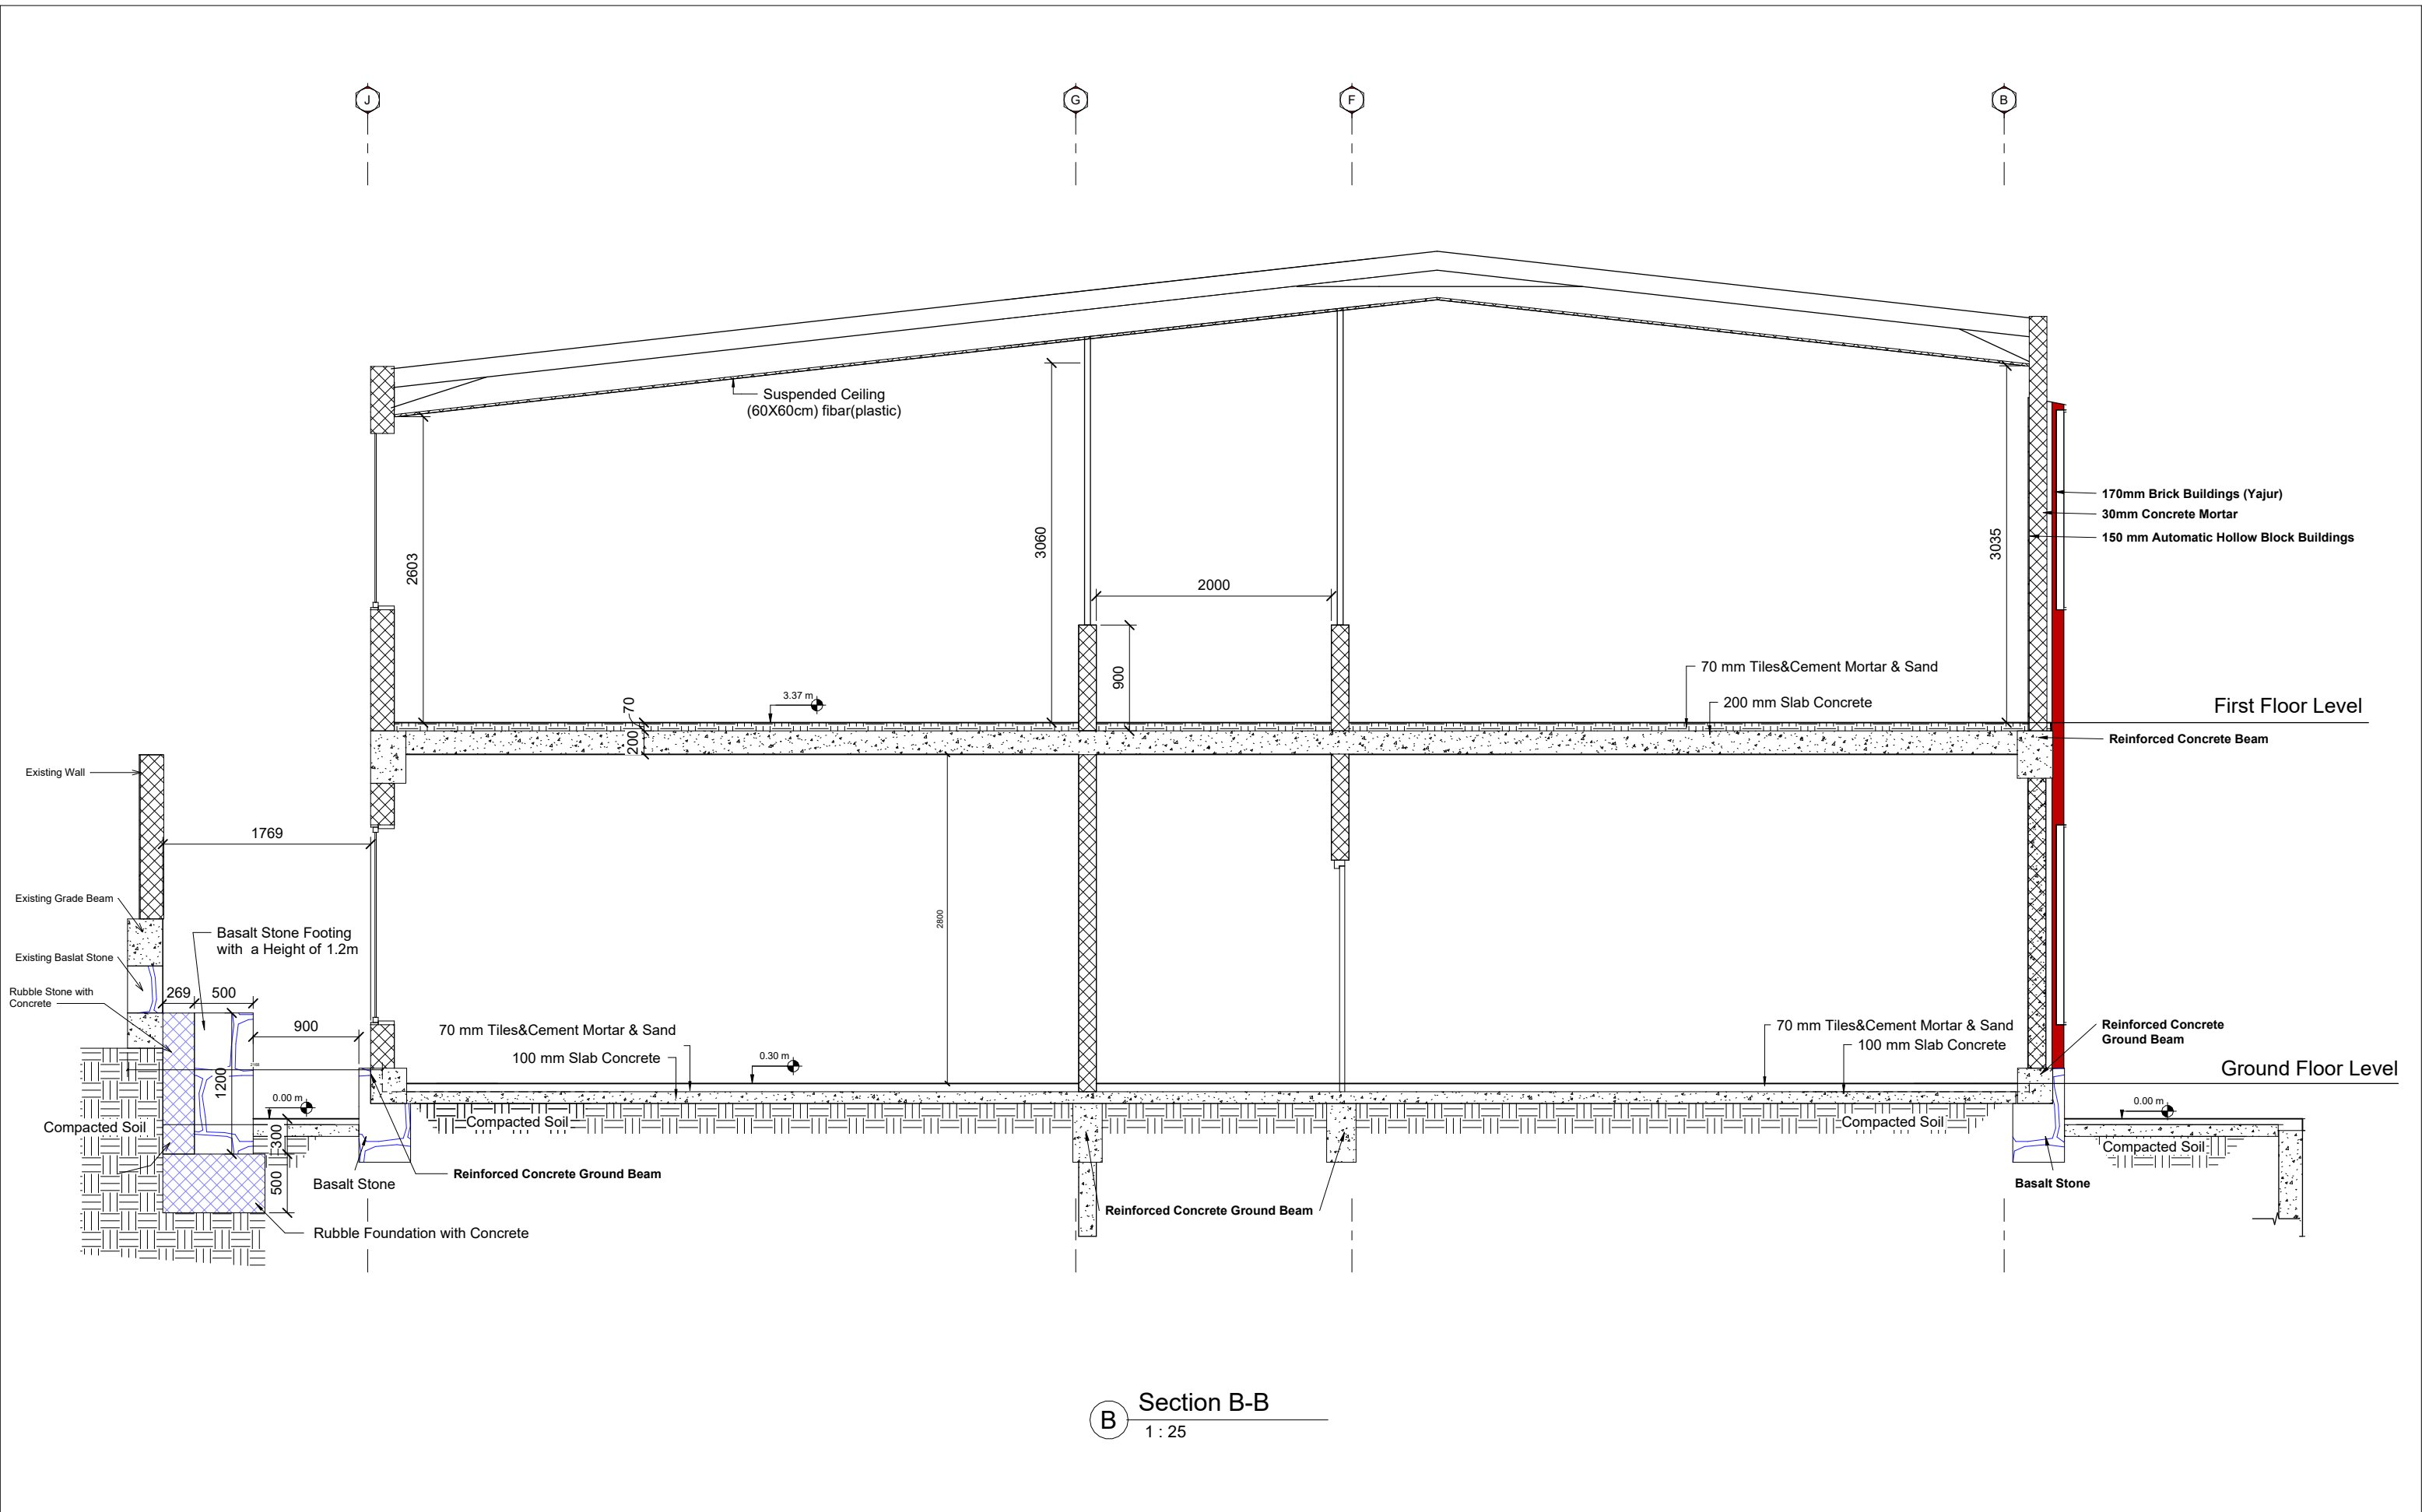 J
G
F
B
Suspended Ceiling
(60X60cm) fibar(plastic)
2603
3060
2000
900
3035
170mm Brick Buildings (Yajur)
30mm Concrete Mortar
150 mm Automatic Hollow Block Buildings
70 mm Tiles&Cement Mortar & Sand
200 mm Slab Concrete
3.37 m
70
200
First Floor Level
Reinforced Concrete Beam
Existing Wall
1769
2800
Existing Grade Beam
Basalt Stone Footing
with a Height of 1.2m
Existing Baslat Stone
Rubble Stone with
Concrete
269
500
900
70 mm Tiles&Cement Mortar & Sand
100 mm Slab Concrete
0.30 m
70 mm Tiles&Cement Mortar & Sand
100 mm Slab Concrete
Reinforced Concrete
Ground Beam
Ground Floor Level
1200
0.00 m
300
500
Compacted Soil
Compacted Soil
Compacted Soil
0.00 m
Compacted Soil
Basalt Stone
Reinforced Concrete Ground Beam
Reinforced Concrete Ground Beam
Basalt Stone
Rubble Foundation with Concrete
B
Section B-B
1 : 25